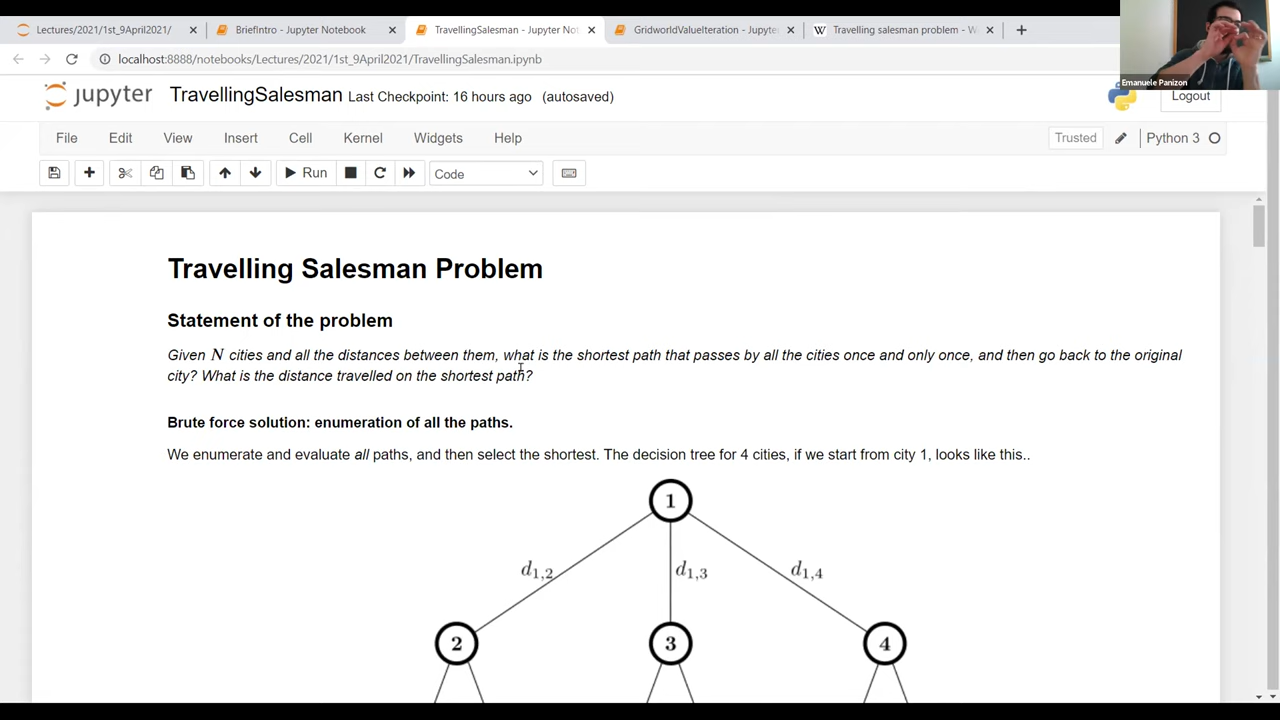 Lectures/2021/1st_9April2021/
BriefIntro - Jupyter Notebook
TravellingSalesman - Jupyter Not
GridworldValueIteration - Jupyte
Travelling salesman problem - W
Emanuele Panizon
localhost:8888/notebooks/Lectures/2021/1st_9April2021/TravellingSalesman.ipynb
jupyter TravellingSalesman Last Checkpoint: 16 hours ago (autosaved)
Logout
File Edit View Insert Cell Kernel Widgets Help
Trusted Python 3
Run Code
Travelling Salesman Problem
Statement of the problem
Given N cities and all the distances between them, what is the shortest path that passes by all the cities once and only once, and then go back to the original
city? What is the distance travelled on the shortest path?
Brute force solution: enumeration of all the paths.
We enumerate and evaluate all paths, and then select the shortest. The decision tree for 4 cities, if we start from city 1, looks like this..
1
d1,2 d1,3 d1,4
2 3 4